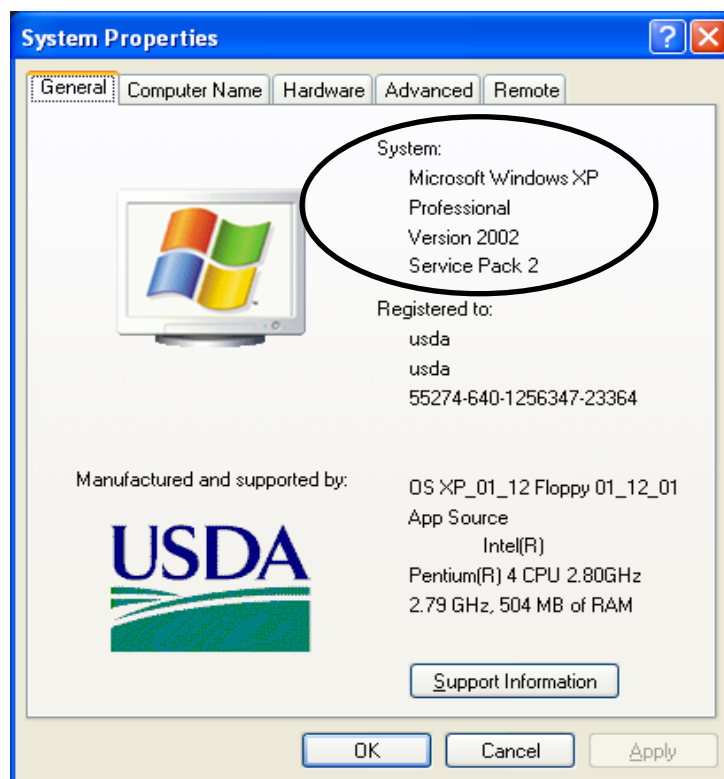 System Properties
General Computer Name Hardware Advanced Remote
System:
Microsoft Windows XP
Professional
Version 2002
Service Pack 2
Registered to:
usda
usda
55274-640-1256347-23364
Manufactured and supported by:
USDA
OS XP_01_12 Floppy 01_12_01
App Source
Intel(R)
Pentium(R) 4 CPU 2.80GHz
2.79 GHz, 504 MB of RAM
Support Information
OK Cancel Apply